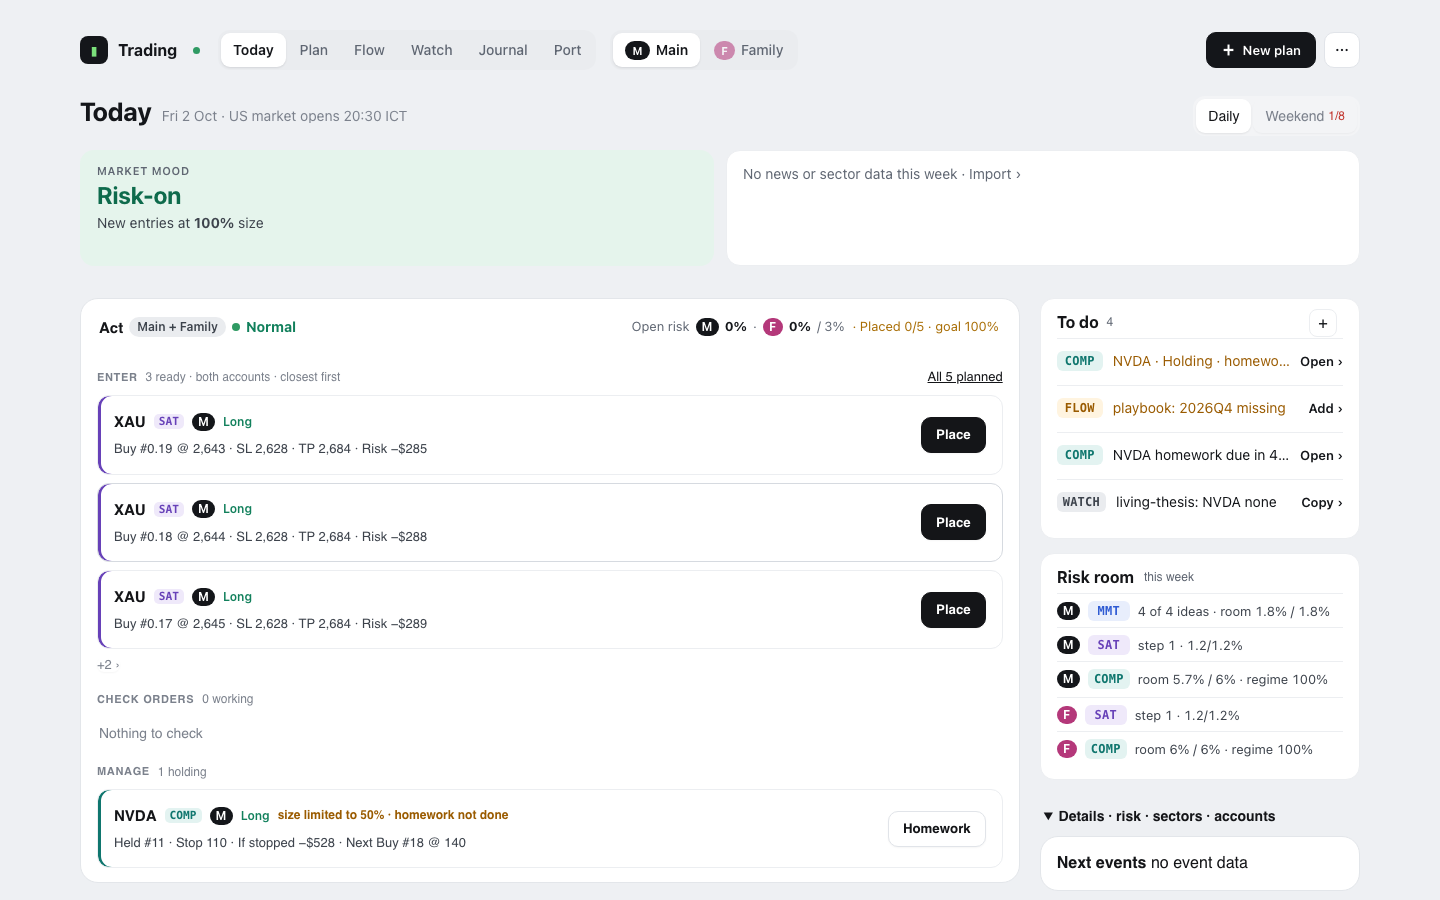 Trading
Today Plan Flow Watch Journal Port
M Main F Family
+ New plan ···
Today Fri 2 Oct · US market opens 20:30 ICT
Daily Weekend 1/8
MARKET MOOD
Risk-on
New entries at 100% size
No news or sector data this week · Import ›
Act Main + Family Normal
Open risk M 0% · F 0% / 3% · Placed 0/5 · goal 100%
ENTER 3 ready · both accounts · closest first All 5 planned
XAU SAT M Long
Buy #0.19 @ 2,643 · SL 2,628 · TP 2,684 · Risk −$285
Place
XAU SAT M Long
Buy #0.18 @ 2,644 · SL 2,628 · TP 2,684 · Risk −$288
Place
XAU SAT M Long
Buy #0.17 @ 2,645 · SL 2,628 · TP 2,684 · Risk −$289
Place
+2 ›
CHECK ORDERS 0 working
Nothing to check
MANAGE 1 holding
NVDA COMP M Long size limited to 50% · homework not done
Held #11 · Stop 110 · If stopped −$528 · Next Buy #18 @ 140
Homework
To do 4 +
COMP NVDA · Holding · homewo... Open ›
FLOW playbook: 2026Q4 missing Add ›
COMP NVDA homework due in 4... Open ›
WATCH living-thesis: NVDA none Copy ›
Risk room this week
M MMT 4 of 4 ideas · room 1.8% / 1.8%
M SAT step 1 · 1.2/1.2%
M COMP room 5.7% / 6% · regime 100%
F SAT step 1 · 1.2/1.2%
F COMP room 6% / 6% · regime 100%
▼ Details · risk · sectors · accounts
Next events no event data